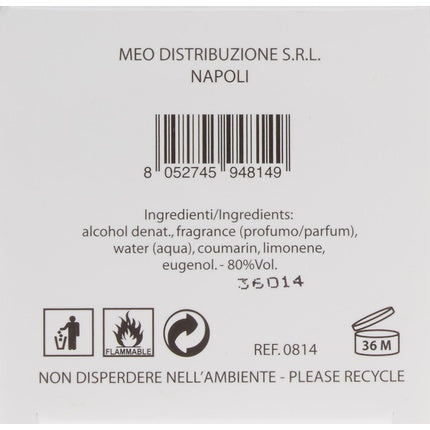 MEO DISTRIBUZIONE S.R.L.
NAPOLI
8 052745 948149
Ingredienti/Ingredients:
alcohol denat., fragrance (profumo/parfum),
water (aqua), coumarin, limonene,
eugenol. - 80%Vol.
36014
FLAMMABLE
REF.0814
36 M
NON DISPERDERE NELL'AMBIENTE - PLEASE RECYCLE